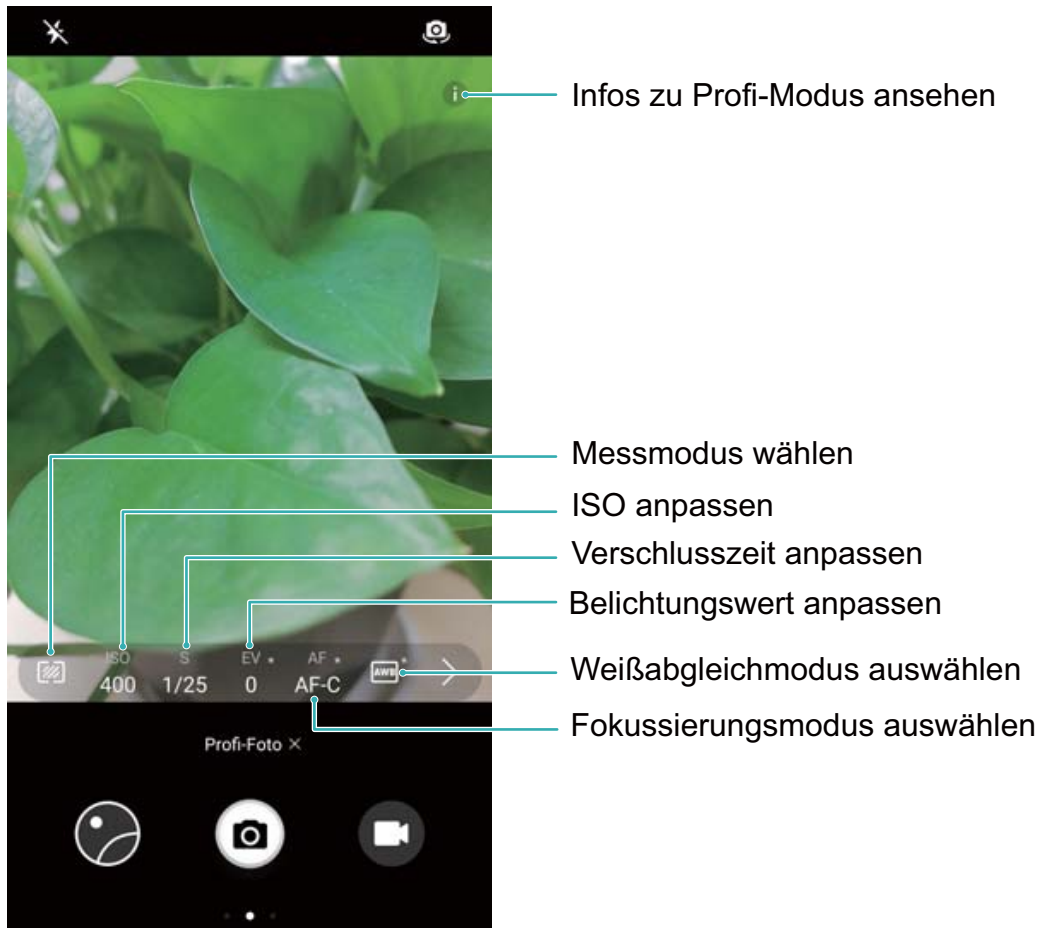 Infos zu Profi-Modus ansehen
Messmodus wählen
ISO anpassen
Verschlusszeit anpassen
Belichtungswert anpassen
Weißabgleichmodus auswählen
Fokussierungsmodus auswählen
ISO S EV AF AWB
400 1/25 0 AF-C
Profi-Foto ×